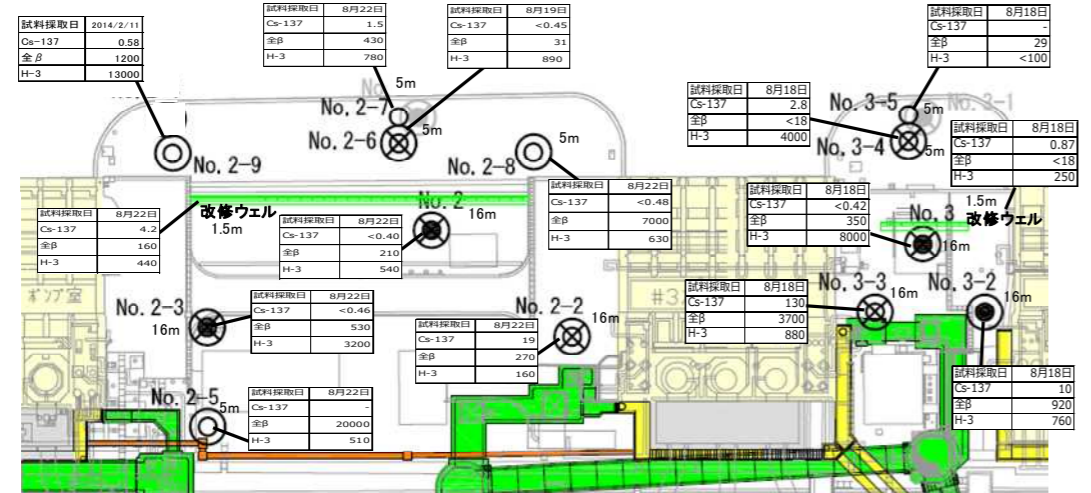 試料採取日 2014/2/11
Cs-137 0.58
全β 1200
H-3 13000
試料採取日 8月22日
Cs-137 1.5
全β 430
H-3 780
試料採取日 8月19日
Cs-137 <0.45
全β 31
H-3 890
試料採取日 8月18日
Cs-137 -
全β 29
H-3 <100
5m
No. 2-7
5m
No. 2-6
試料採取日 8月18日
Cs-137 2.8
全β <18
H-3 4000
No. 3-5
5m
No. 3-1
No. 3-4
5m
試料採取日 8月18日
Cs-137 0.87
全β <18
H-3 250
No. 2-9
5m
No. 2-8
試料採取日 8月22日
Cs-137 4.2
全β 160
H-3 440
改修ウェル
1.5m
試料採取日 8月22日
Cs-137 <0.40
全β 210
H-3 540
No. 2
16m
試料採取日 8月22日
Cs-137 <0.48
全β 7000
H-3 630
試料採取日 8月18日
Cs-137 <0.42
全β 350
H-3 8000
No. 3
16m
1.5m
改修ウェル
ポンプ室
No. 2-3
16m
試料採取日 8月22日
Cs-137 <0.46
全β 530
H-3 3200
試料採取日 8月22日
Cs-137 19
全β 270
H-3 160
No. 2-2
16m
#3
試料採取日 8月18日
Cs-137 130
全β 3700
H-3 880
No. 3-3
16m
No. 3-2
16m
No. 2-5
5m
試料採取日 8月22日
Cs-137 -
全β 20000
H-3 510
試料採取日 8月18日
Cs-137 10
全β 920
H-3 760